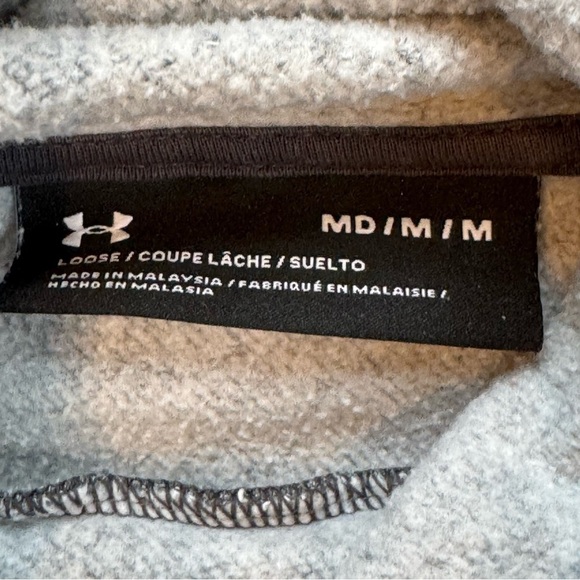 MD/M/M
LOOSE / COUPE LÂCHE / SUELTO
MADE IN MALAYSIA / FABRIQUÉ EN MALAISIE /
HECHO EN MALASIA